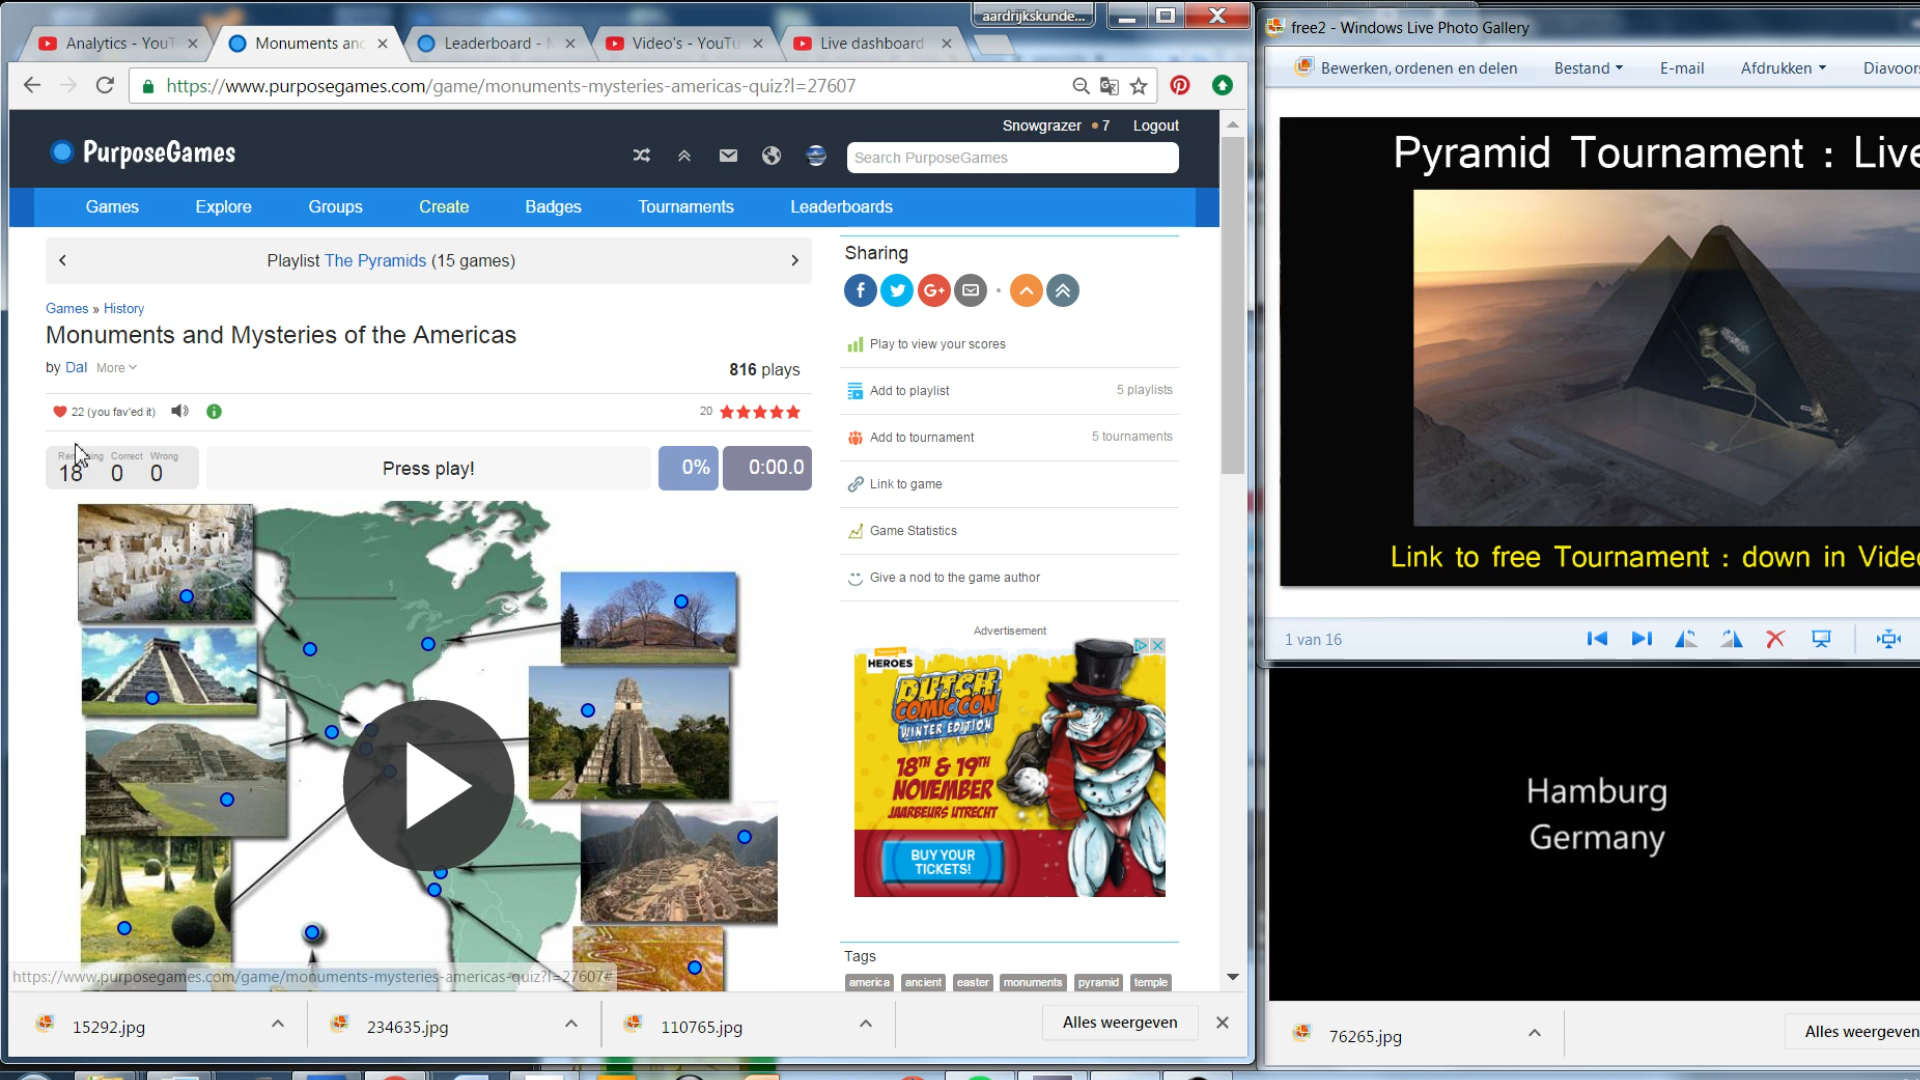 aardrijkskunde...
Analytics - YouT
Monuments and
Leaderboard - M
Video's - YouTu
Live dashboard
https://www.purposegames.com/game/monuments-mysteries-americas-quiz?l=27607
Snowgrazer • 7 Logout
PurposeGames
Search PurposeGames
Games Explore Groups Create Badges Tournaments Leaderboards
Playlist The Pyramids (15 games)
Games » History
Monuments and Mysteries of the Americas
by Dal More
816 plays
22 (you fav'ed it)
20
Remaining Correct Wrong
18 0 0
Press play!
0%
0:00.0
Sharing
Play to view your scores
Add to playlist 5 playlists
Add to tournament 5 tournaments
Link to game
Game Statistics
Give a nod to the game author
Advertisement
HEROES
DUTCH
COMIC CON
WINTER EDITION
18TH & 19TH
NOVEMBER
JAARBEURS UTRECHT
BUY YOUR
TICKETS!
Tags
america ancient easter monuments pyramid temple
https://www.purposegames.com/game/monuments-mysteries-americas-quiz?l=27607#
15292.jpg
234635.jpg
110765.jpg
Alles weergeven
free2 - Windows Live Photo Gallery
Bewerken, ordenen en delen Bestand E-mail Afdrukken Diavoors
Pyramid Tournament : Live
Link to free Tournament : down in Video
1 van 16
Hamburg
Germany
76265.jpg
Alles weergeven